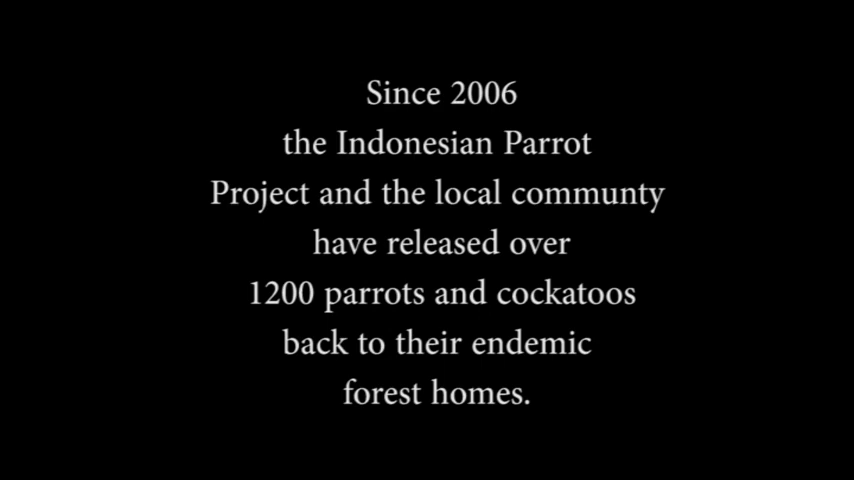 Since 2006
the Indonesian Parrot
Project and the local communty
have released over
1200 parrots and cockatoos
back to their endemic
forest homes.